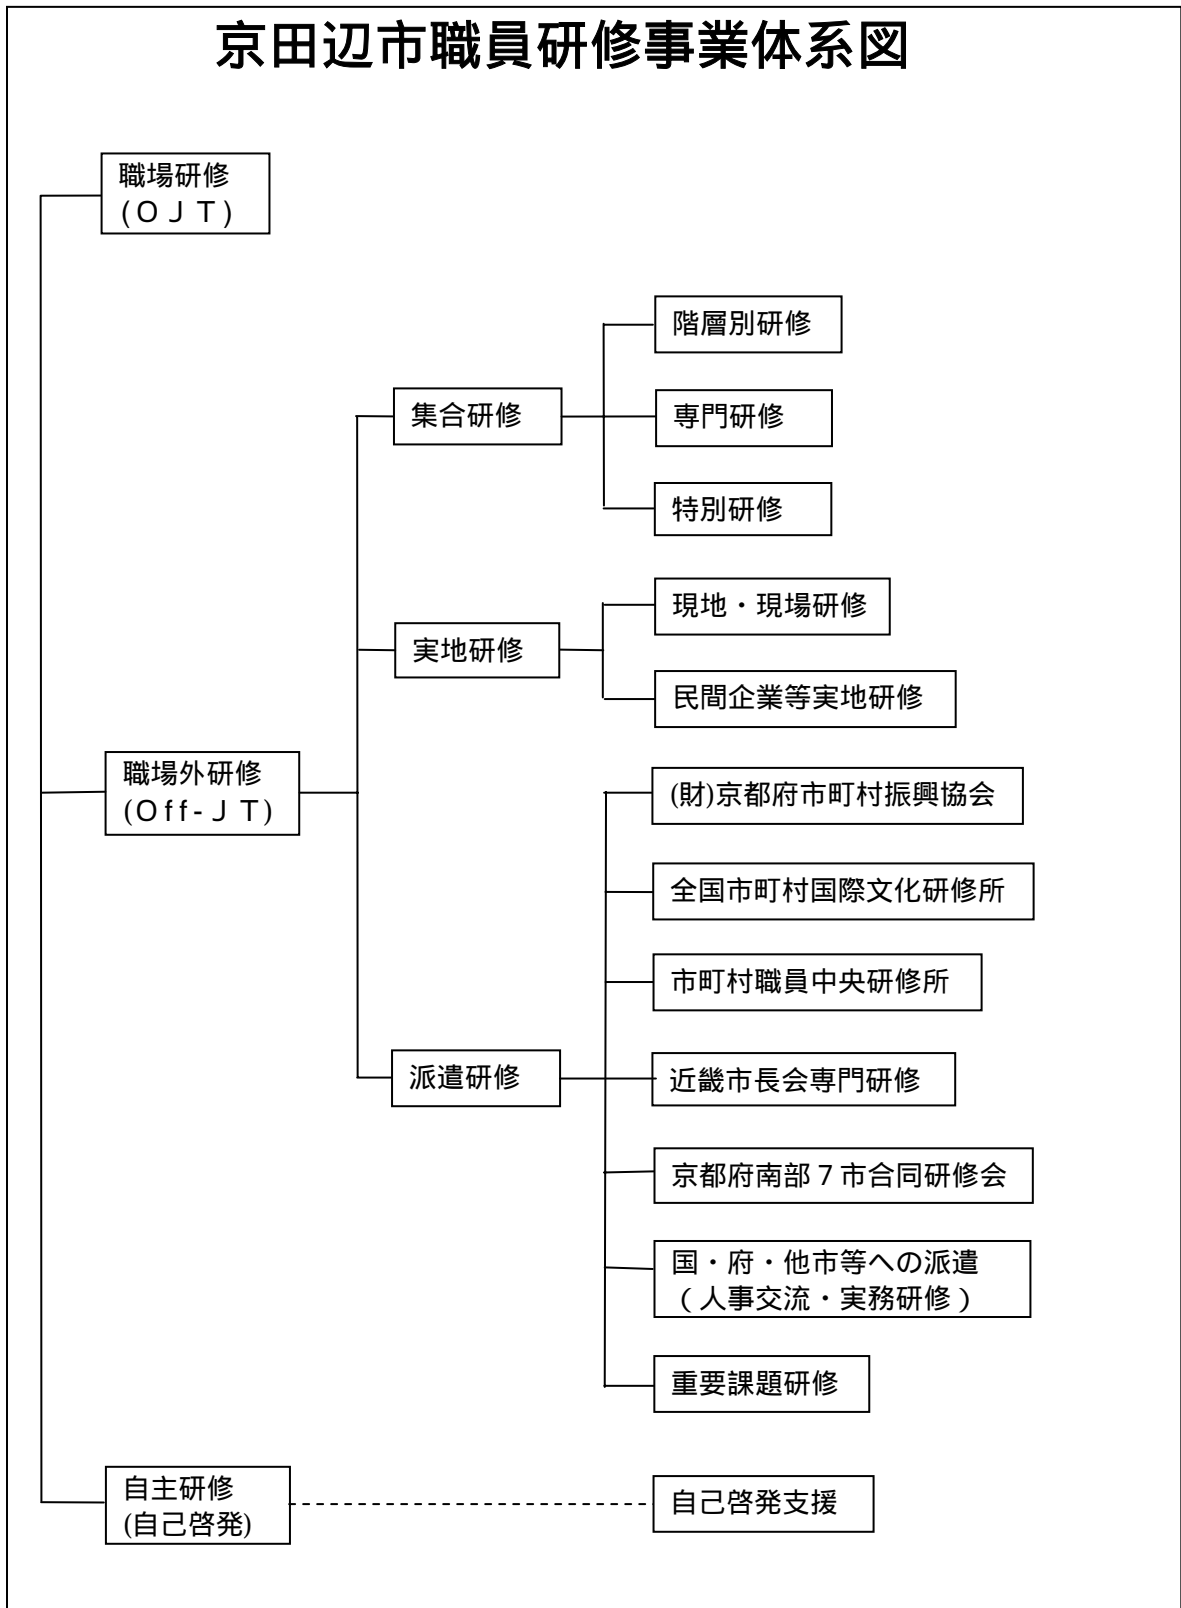 京田辺市職員研修事業体系図
職場研修
(ＯＪＴ)
階層別研修
集合研修
専門研修
特別研修
現地・現場研修
実地研修
民間企業等実地研修
職場外研修
(Ｏff-ＪＴ)
(財)京都府市町村振興協会
全国市町村国際文化研修所
市町村職員中央研修所
派遣研修
近畿市長会専門研修
京都府南部７市合同研修会
国・府・他市等への派遣
（人事交流・実務研修）
重要課題研修
自主研修
(自己啓発)
自己啓発支援